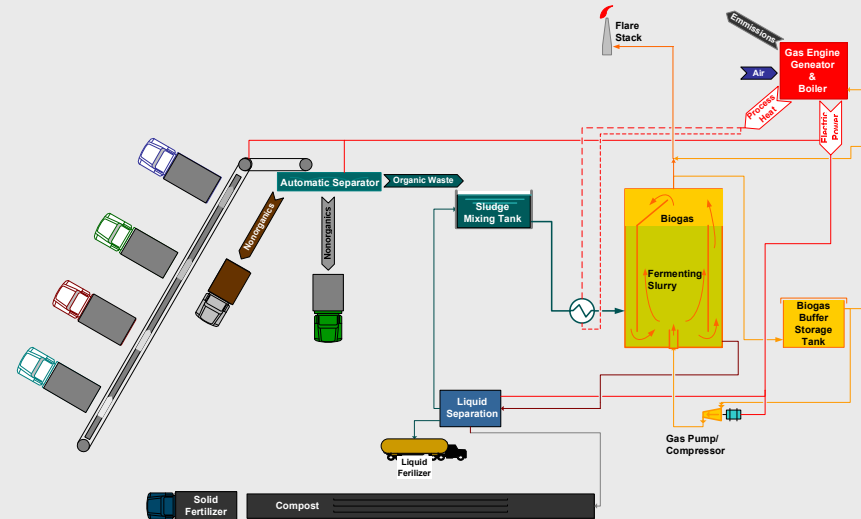 Flare
Stack
Emmissions
Gas Engine
Geneator
&
Boiler
Air
Process
Heat
Electric
Power
Automatic Separator
Organic Waste
Nonorganics
Nonorganics
Sludge
Mixing Tank
Biogas
Fermenting
Slurry
Biogas
Buffer
Storage
Tank
Liquid
Separation
Gas Pump/
Compressor
Liquid
Ferilizer
Solid
Fertilizer
Compost